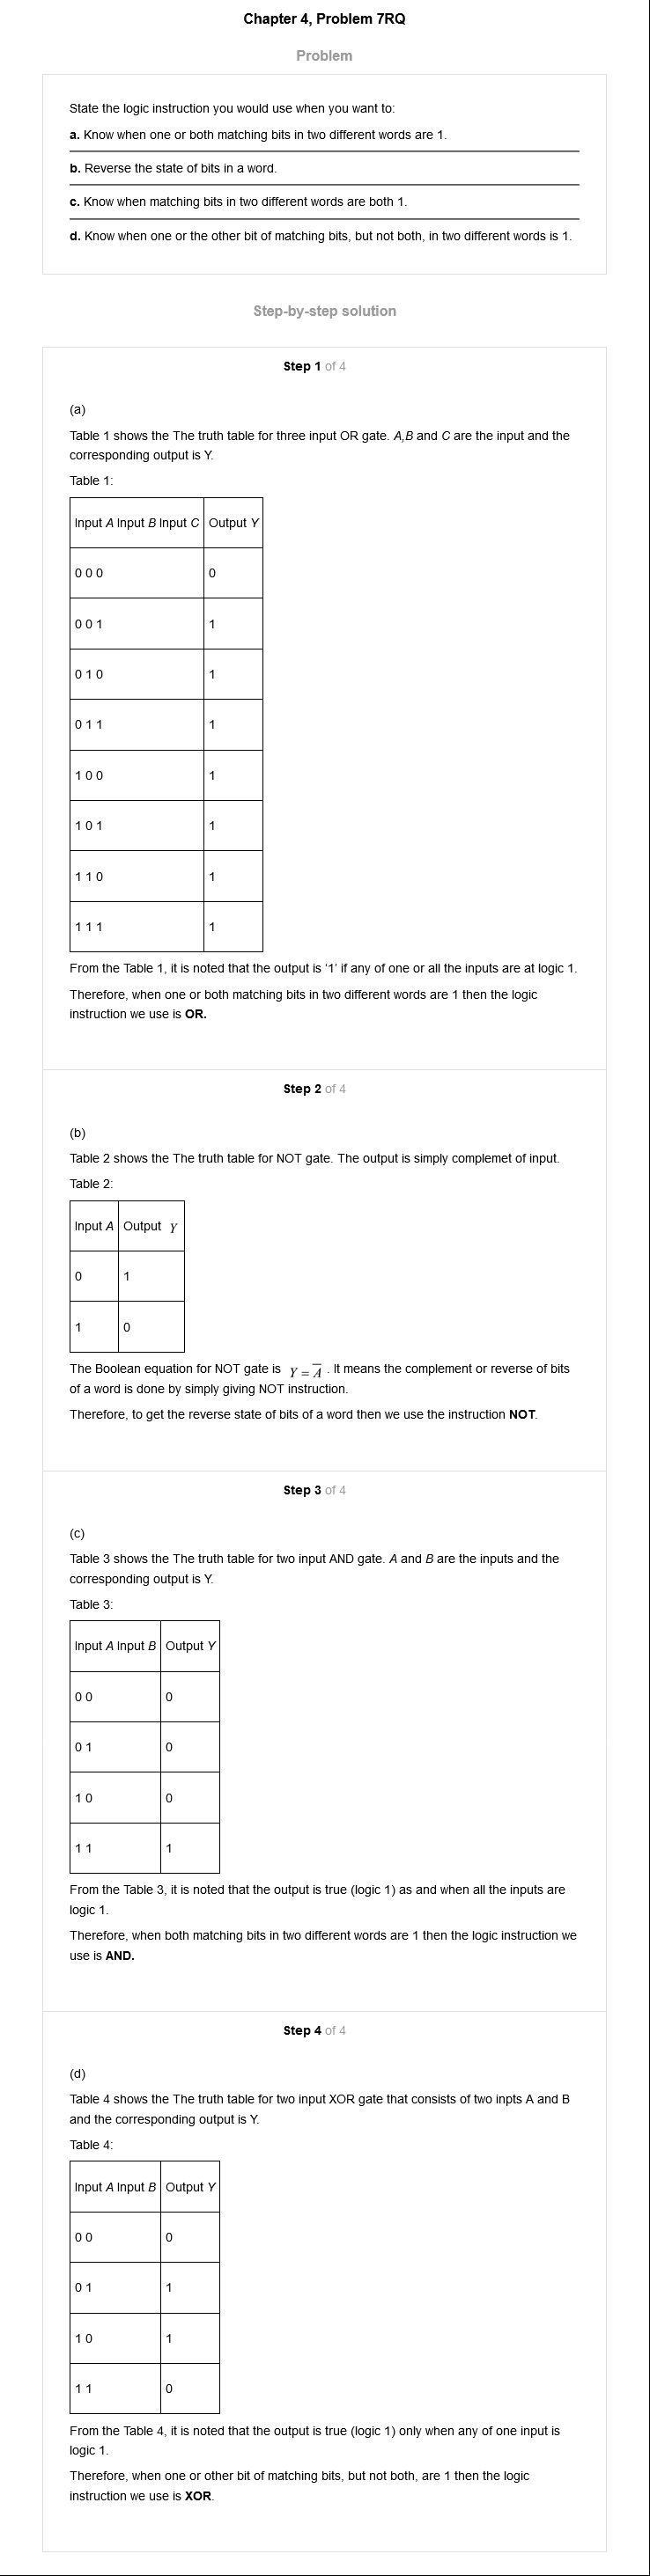 Chapter 4, Problem 7RQ
Problem
State the logic instruction you would use when you want to:
a. Know when one or both matching bits in two different words are 1.
b. Reverse the state of bits in a word.
c. Know when matching bits in two different words are both 1.
d. Know when one or the other bit of matching bits, but not both, in two different words is 1.
Step-by-step solution
Step 1 of 4
(a)
Table 1 shows the The truth table for three input OR gate. A,B and C are the input and the
corresponding output is Y.
Table 1:
Input A Input B Input C Output Y
0 0 0 0
0 0 1 1
0 1 0 1
0 1 1 1
1 0 0 1
1 0 1 1
1 1 0 1
1 1 1 1
From the Table 1, it is noted that the output is ‘1’ if any of one or all the inputs are at logic 1.
Therefore, when one or both matching bits in two different words are 1 then the logic
instruction we use is OR.
Step 2 of 4
(b)
Table 2 shows the The truth table for NOT gate. The output is simply complemet of input.
Table 2:
Input A Output Y
0 1
1 0
The Boolean equation for NOT gate is Y = A̅ . It means the complement or reverse of bits
of a word is done by simply giving NOT instruction.
Therefore, to get the reverse state of bits of a word then we use the instruction NOT.
Step 3 of 4
(c)
Table 3 shows the The truth table for two input AND gate. A and B are the inputs and the
corresponding output is Y.
Table 3:
Input A Input B Output Y
0 0 0
0 1 0
1 0 0
1 1 1
From the Table 3, it is noted that the output is true (logic 1) as and when all the inputs are
logic 1.
Therefore, when both matching bits in two different words are 1 then the logic instruction we
use is AND.
Step 4 of 4
(d)
Table 4 shows the The truth table for two input XOR gate that consists of two inpts A and B
and the corresponding output is Y.
Table 4:
Input A Input B Output Y
0 0 0
0 1 1
1 0 1
1 1 0
From the Table 4, it is noted that the output is true (logic 1) only when any of one input is
logic 1.
Therefore, when one or other bit of matching bits, but not both, are 1 then the logic
instruction we use is XOR.